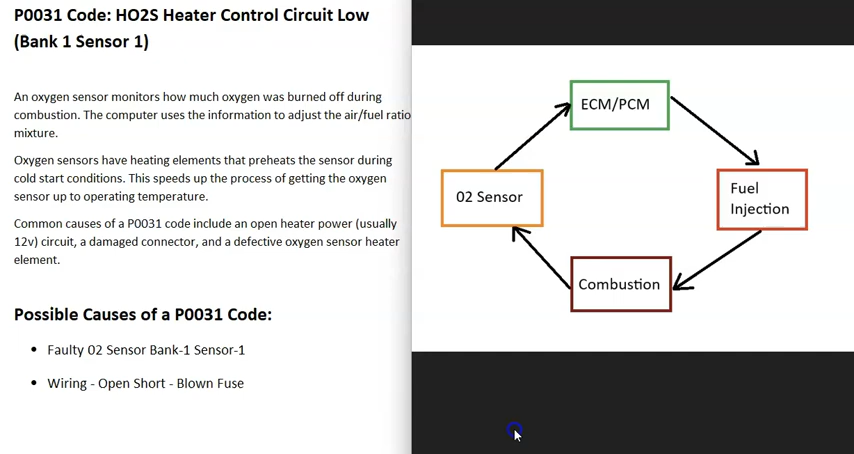 P0031 Code: HO2S Heater Control Circuit Low
(Bank 1 Sensor 1)
An oxygen sensor monitors how much oxygen was burned off during
combustion. The computer uses the information to adjust the air/fuel ratio
mixture.
Oxygen sensors have heating elements that preheats the sensor during
cold start conditions. This speeds up the process of getting the oxygen
sensor up to operating temperature.
Common causes of a P0031 code include an open heater power (usually
12v) circuit, a damaged connector, and a defective oxygen sensor heater
element.
Possible Causes of a P0031 Code:
• Faulty 02 Sensor Bank-1 Sensor-1
• Wiring - Open Short - Blown Fuse
ECM/PCM
02 Sensor
Fuel
Injection
Combustion